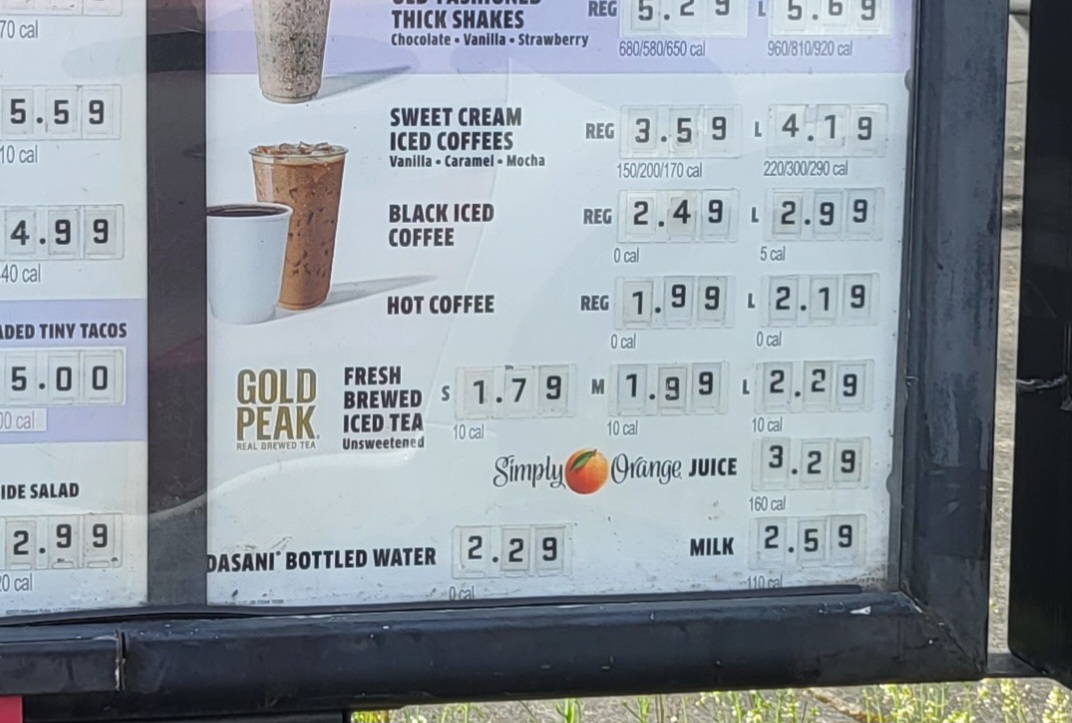 70 cal
5.59
10 cal
4.99
40 cal
ADED TINY TACOS
5.00
00 cal
IDE SALAD
2.99
0 cal
OLD FASHIONED
THICK SHAKES
Chocolate • Vanilla • Strawberry
REG 5.29 L 5.69
680/580/650 cal 960/810/920 cal
SWEET CREAM
ICED COFFEES
Vanilla • Caramel • Mocha
REG 3.59 L 4.19
150/200/170 cal 220/300/290 cal
BLACK ICED
COFFEE
REG 2.49 L 2.99
0 cal 5 cal
HOT COFFEE REG 1.99 L 2.19
0 cal 0 cal
GOLD
PEAK
REAL BREWED TEA
FRESH
BREWED
ICED TEA
Unsweetened
S 1.79 M 1.99 L 2.29
10 cal 10 cal 10 cal
Simply Orange JUICE 3.29
160 cal
DASANI BOTTLED WATER 2.29 MILK 2.59
0 cal 110 cal